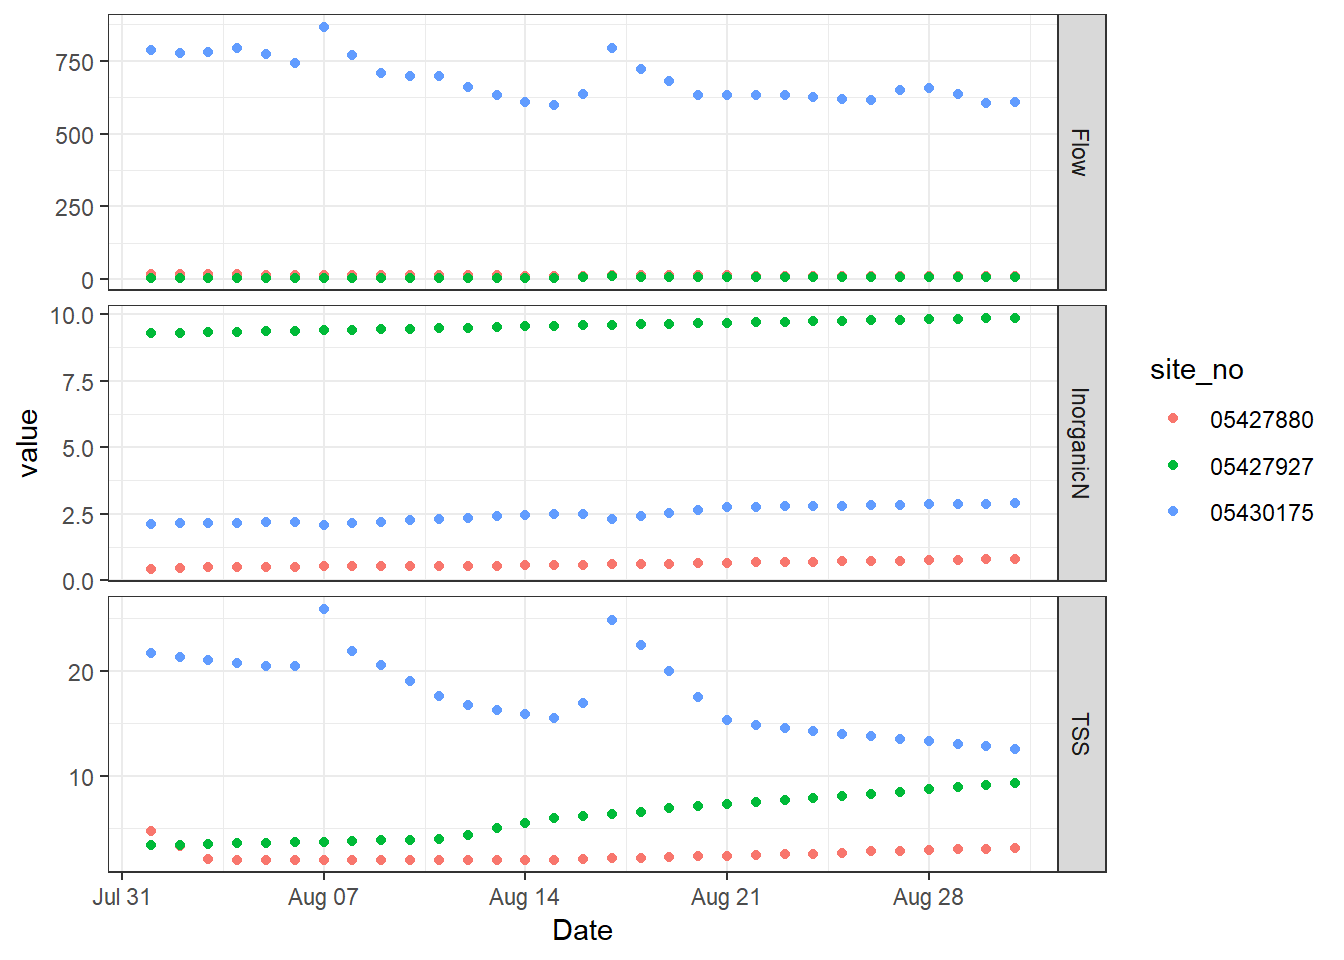 750
500
250
0
Flow
10.0
7.5
5.0
2.5
0.0
InorganicN
20
10
TSS
value
Jul 31
Aug 07
Aug 14
Aug 21
Aug 28
Date
site_no
05427880
05427927
05430175